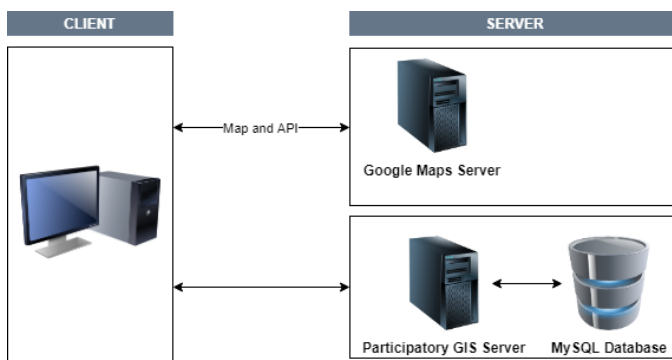 CLIENT
SERVER
Map and API
Google Maps Server
Participatory GIS Server
MySQL Database